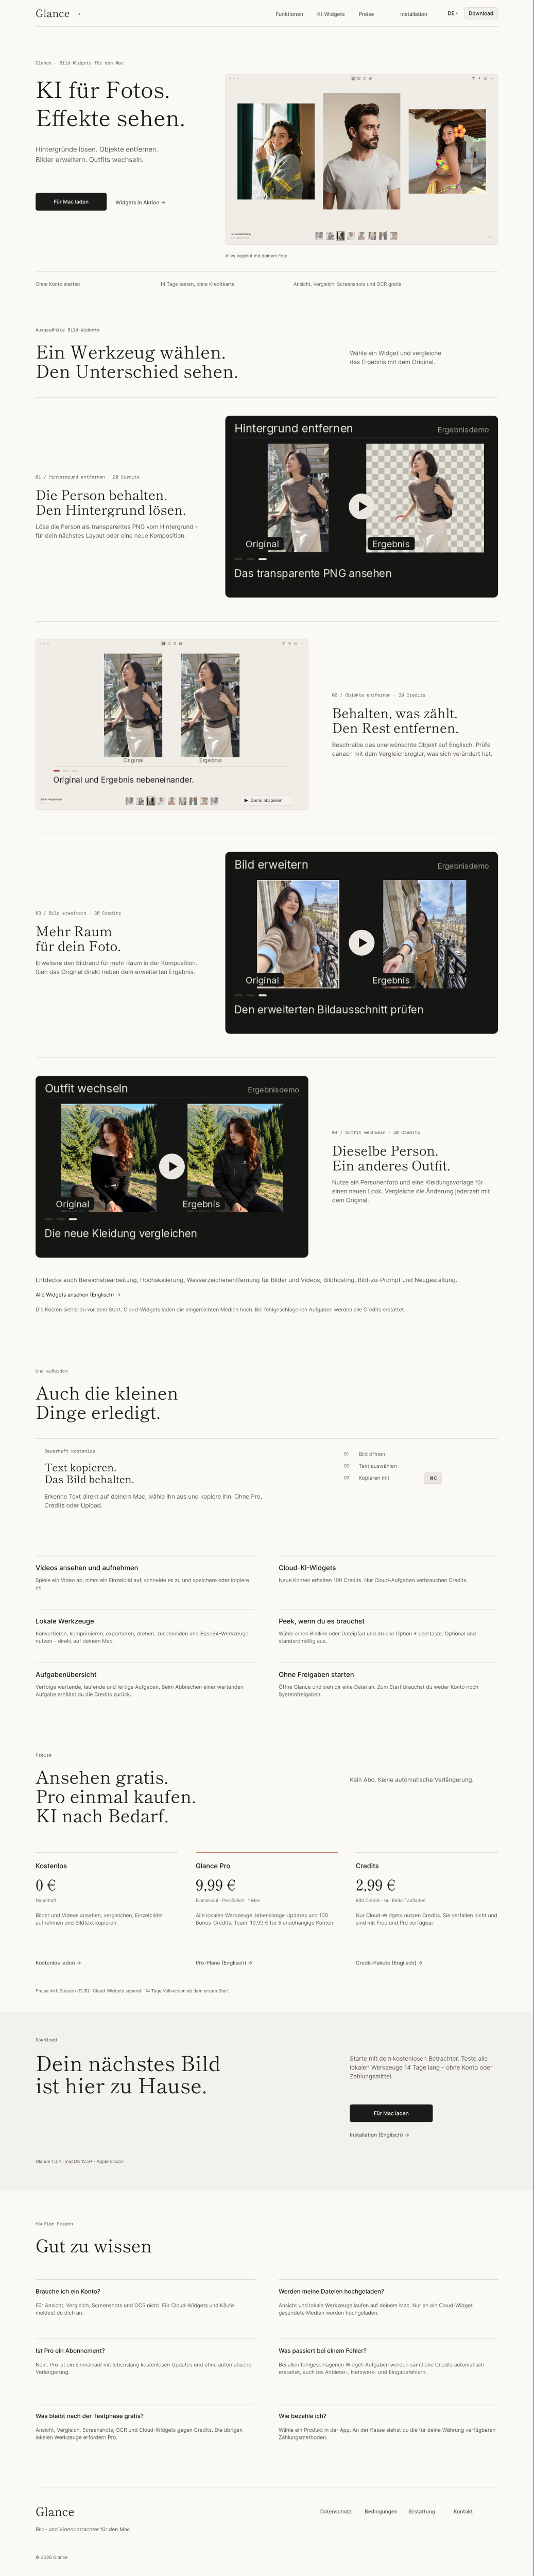 Glance
Funktionen
KI-Widgets
Preise
Installation
DE
Download
Glance · Bild-Widgets für den Mac
KI für Fotos.
Effekte sehen.
Hintergründe lösen. Objekte entfernen.
Bilder erweitern. Outfits wechseln.
Für Mac laden
Widgets in Aktion →
Alles beginnt mit deinem Foto.
Ohne Konto starten
14 Tage testen, ohne Kreditkarte
Ansicht, Vergleich, Screenshots und OCR gratis
Ausgewählte Bild-Widgets
Ein Werkzeug wählen.
Den Unterschied sehen.
Wähle ein Widget und vergleiche
das Ergebnis mit dem Original.
01 / Hintergrund entfernen · 20 Credits
Die Person behalten.
Den Hintergrund lösen.
Löse die Person als transparentes PNG vom Hintergrund –
für dein nächstes Layout oder eine neue Komposition.
Hintergrund entfernen
Ergebnisdemo
Original
Ergebnis
Das transparente PNG ansehen
Original
Ergebnis
Original und Ergebnis nebeneinander.
Demo abspielen
02 / Objekte entfernen · 30 Credits
Behalten, was zählt.
Den Rest entfernen.
Beschreibe das unerwünschte Objekt auf Englisch. Prüfe
danach mit dem Vergleichsregler, was sich verändert hat.
03 / Bild erweitern · 30 Credits
Mehr Raum
für dein Foto.
Erweitere den Bildrand für mehr Raum in der Komposition.
Sieh das Original direkt neben dem erweiterten Ergebnis.
Bild erweitern
Ergebnisdemo
Original
Ergebnis
Den erweiterten Bildausschnitt prüfen
Outfit wechseln
Ergebnisdemo
Original
Ergebnis
Die neue Kleidung vergleichen
04 / Outfit wechseln · 30 Credits
Dieselbe Person.
Ein anderes Outfit.
Nutze ein Personenfoto und eine Kleidungsvorlage für
einen neuen Look. Vergleiche die Änderung jederzeit mit
dem Original.
Entdecke auch Bereichsbearbeitung, Hochskalierung, Wasserzeichenentfernung für Bilder und Videos, Bildhosting, Bild-zu-Prompt und Neugestaltung.
Alle Widgets ansehen (Englisch) →
Die Kosten siehst du vor dem Start. Cloud-Widgets laden die eingereichten Medien hoch. Bei fehlgeschlagenen Aufgaben werden alle Credits erstattet.
Und außerdem
Auch die kleinen
Dinge erledigt.
Dauerhaft kostenlos
Text kopieren.
Das Bild behalten.
Erkenne Text direkt auf deinem Mac, wähle ihn aus und kopiere ihn. Ohne Pro,
Credits oder Upload.
01 Bild öffnen
02 Text auswählen
03 Kopieren mit ⌘C
Videos ansehen und aufnehmen
Spiele ein Video ab, nimm ein Einzelbild auf, schneide es zu und speichere oder kopiere
es.
Cloud-KI-Widgets
Neue Konten erhalten 100 Credits. Nur Cloud-Aufgaben verbrauchen Credits.
Lokale Werkzeuge
Konvertieren, komprimieren, exportieren, drehen, zuschneiden und Base64-Werkzeuge
nutzen – direkt auf deinem Mac.
Peek, wenn du es brauchst
Wähle einen Bildlink oder Dateipfad und drücke Option + Leertaste. Optional und
standardmäßig aus.
Aufgabenübersicht
Verfolge wartende, laufende und fertige Aufgaben. Beim Abbrechen einer wartenden
Aufgabe erhältst du die Credits zurück.
Ohne Freigaben starten
Öffne Glance und sieh dir eine Datei an. Zum Start brauchst du weder Konto noch
Systemfreigaben.
Preise
Ansehen gratis.
Pro einmal kaufen.
KI nach Bedarf.
Kein Abo. Keine automatische Verlängerung.
Kostenlos
0 €
Dauerhaft
Bilder und Videos ansehen, vergleichen, Einzelbilder
aufnehmen und Bildtext kopieren.
Kostenlos laden →
Glance Pro
9,99 €
Einmalkauf · Persönlich · 1 Mac
Alle lokalen Werkzeuge, lebenslange Updates und 100
Bonus-Credits. Team: 19,99 € für 5 unabhängige Konten.
Pro-Pläne (Englisch) →
Credits
2,99 €
600 Credits · bei Bedarf aufladen
Nur Cloud-Widgets nutzen Credits. Sie verfallen nicht und
sind mit Free und Pro verfügbar.
Credit-Pakete (Englisch) →
Preise inkl. Steuern (EUR) · Cloud-Widgets separat · 14 Tage Vollversion ab dem ersten Start
Download
Dein nächstes Bild
ist hier zu Hause.
Starte mit dem kostenlosen Betrachter. Teste alle
lokalen Werkzeuge 14 Tage lang – ohne Konto oder
Zahlungsmittel.
Für Mac laden
Installation (Englisch) →
Glance 1.0.4 · macOS 12.3+ · Apple Silicon
Häufige Fragen
Gut zu wissen
Brauche ich ein Konto?
Für Ansicht, Vergleich, Screenshots und OCR nicht. Für Cloud-Widgets und Käufe
meldest du dich an.
Werden meine Dateien hochgeladen?
Ansicht und lokale Werkzeuge laufen auf deinem Mac. Nur an ein Cloud-Widget
gesendete Medien werden hochgeladen.
Ist Pro ein Abonnement?
Nein. Pro ist ein Einmalkauf mit lebenslang kostenlosen Updates und ohne automatische
Verlängerung.
Was passiert bei einem Fehler?
Bei allen fehlgeschlagenen Widget-Aufgaben werden sämtliche Credits automatisch
erstattet, auch bei Anbieter-, Netzwerk- und Eingabefehlern.
Was bleibt nach der Testphase gratis?
Ansicht, Vergleich, Screenshots, OCR und Cloud-Widgets gegen Credits. Die übrigen
lokalen Werkzeuge erfordern Pro.
Wie bezahle ich?
Wähle ein Produkt in der App. An der Kasse siehst du die für deine Währung verfügbaren
Zahlungsmethoden.
Glance
Bild- und Videobetrachter für den Mac
Datenschutz
Bedingungen
Erstattung
Kontakt
© 2026 Glance